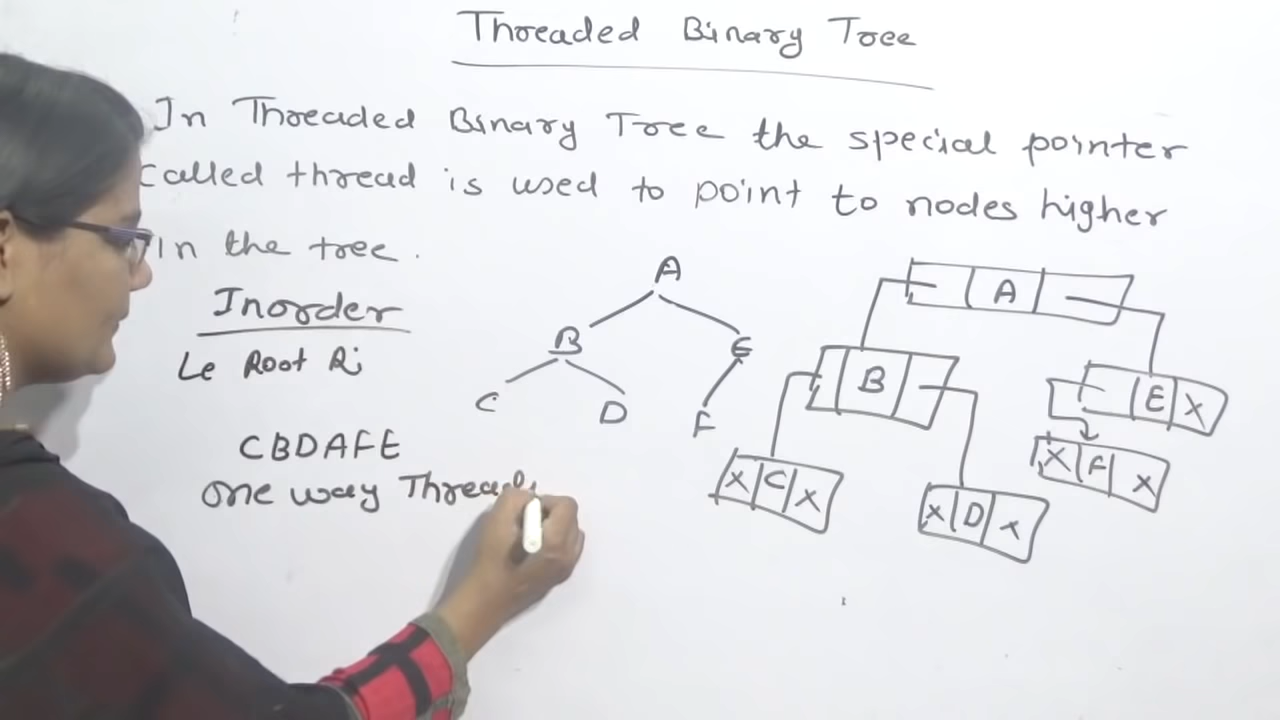 Threaded Binary Tree
In Threaded Binary Tree the special pointer
called thread is used to point to nodes higher
in the tree.
Inorder
Le Root Ri
CBDAFE
one way Thread
A
B E
C D F
A
B E X
X C X
X D X
X F X